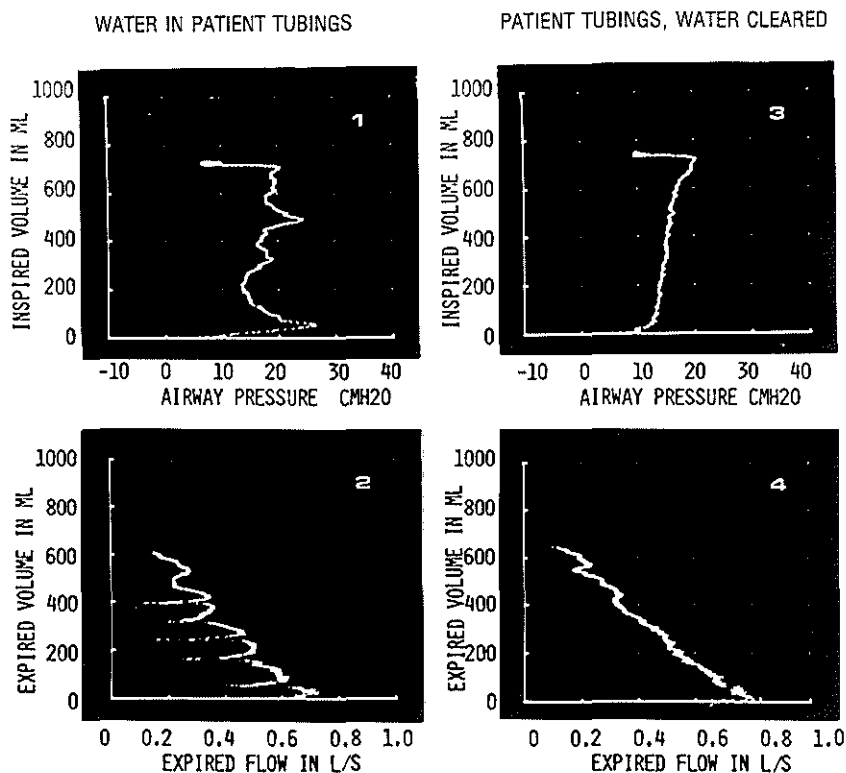 WATER IN PATIENT TUBINGS
PATIENT TUBINGS, WATER CLEARED
1
INSPIRED VOLUME IN ML
1000
800
600
400
200
0
-10 0 10 20 30 40
AIRWAY PRESSURE CMH2O
3
INSPIRED VOLUME IN ML
1000
800
600
400
200
0
-10 0 10 20 30 40
AIRWAY PRESSURE CMH2O
2
EXPIRED VOLUME IN ML
1000
800
600
400
200
0
0 0.2 0.4 0.6 0.8 1.0
EXPIRED FLOW IN L/S
4
EXPIRED VOLUME IN ML
1000
800
600
400
200
0
0 0.2 0.4 0.6 0.8 1.0
EXPIRED FLOW IN L/S